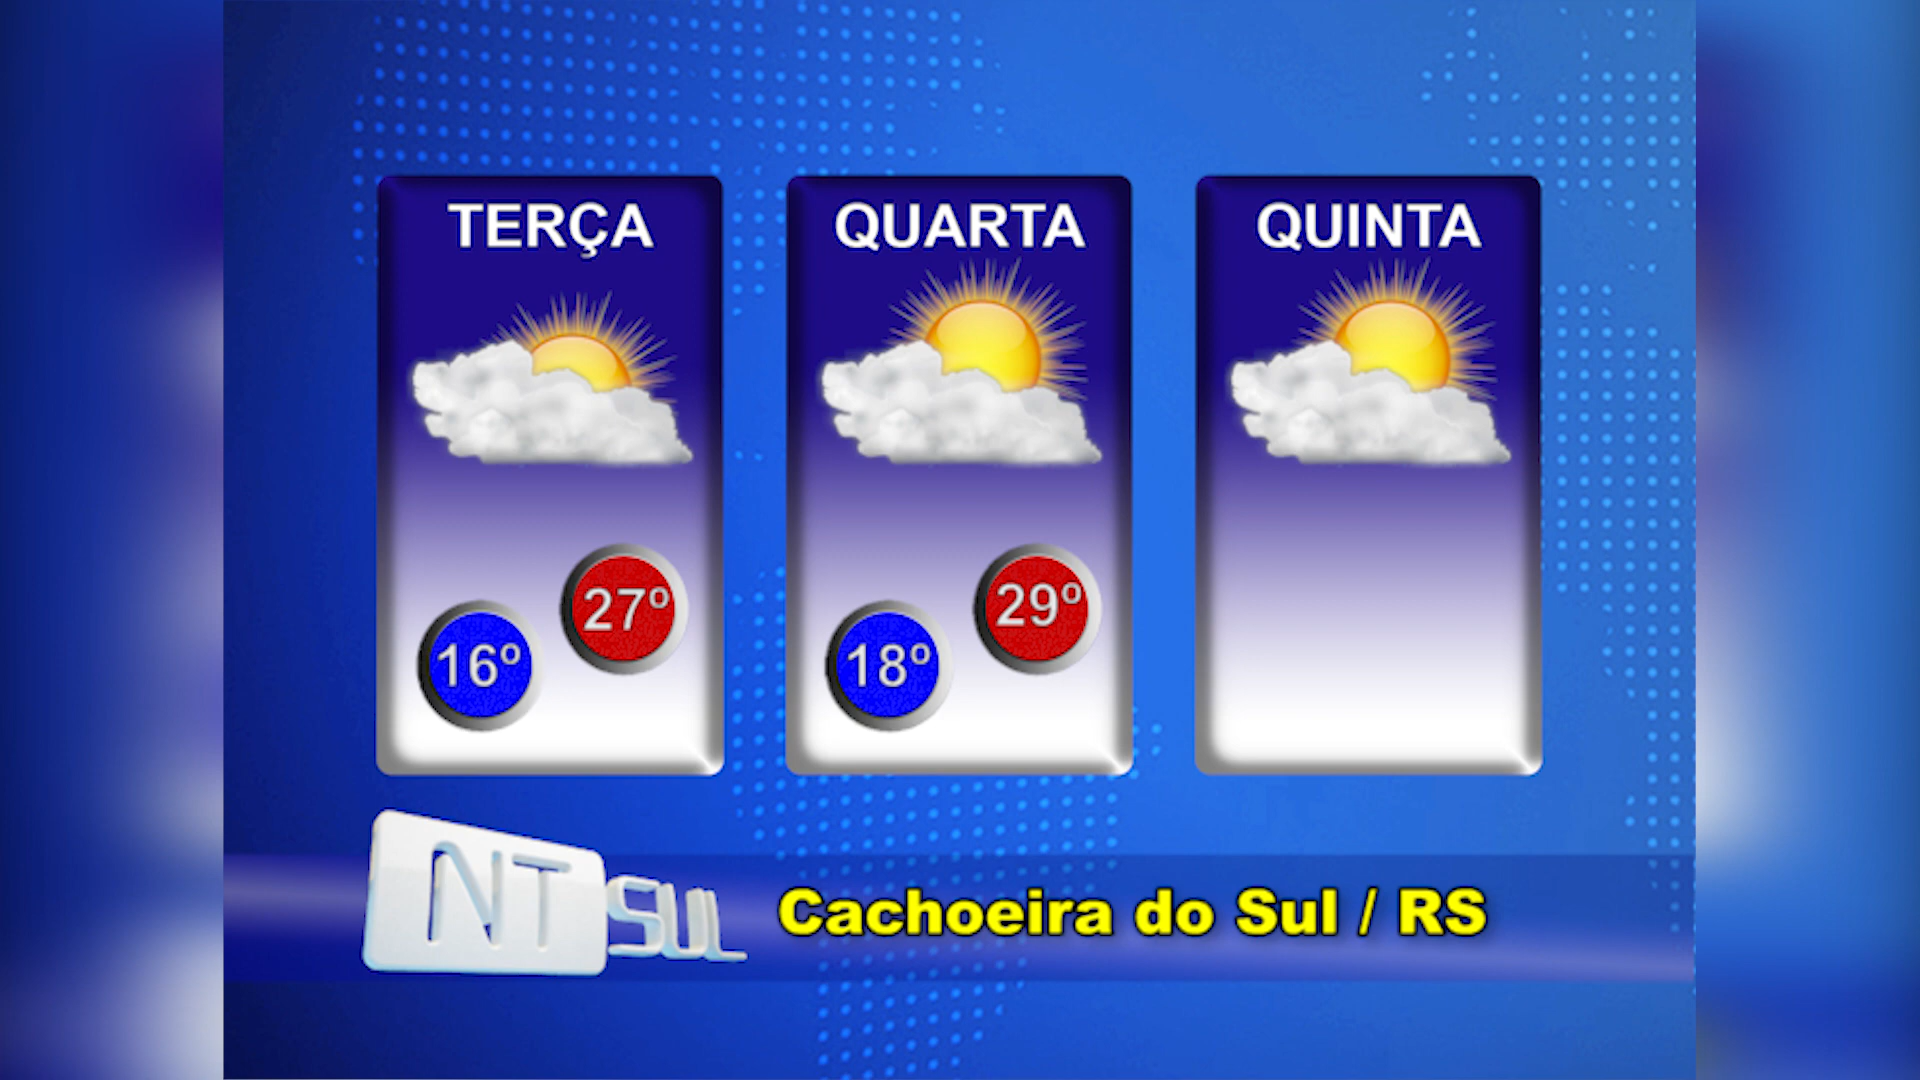 TERÇA
16º
27º
QUARTA
18º
29º
QUINTA
NT SUL
Cachoeira do Sul / RS